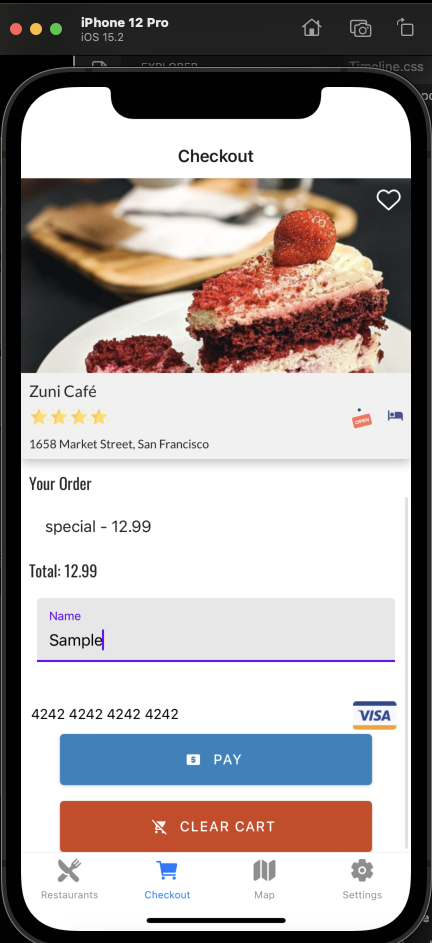 iPhone 12 Pro
iOS 15.2
EXPLORER
Timeline.css
Checkout
Zuni Café
OPEN
1658 Market Street, San Francisco
Your Order
special - 12.99
Total: 12.99
Name
Sample
4242 4242 4242 4242
VISA
PAY
CLEAR CART
Restaurants
Checkout
Map
Settings